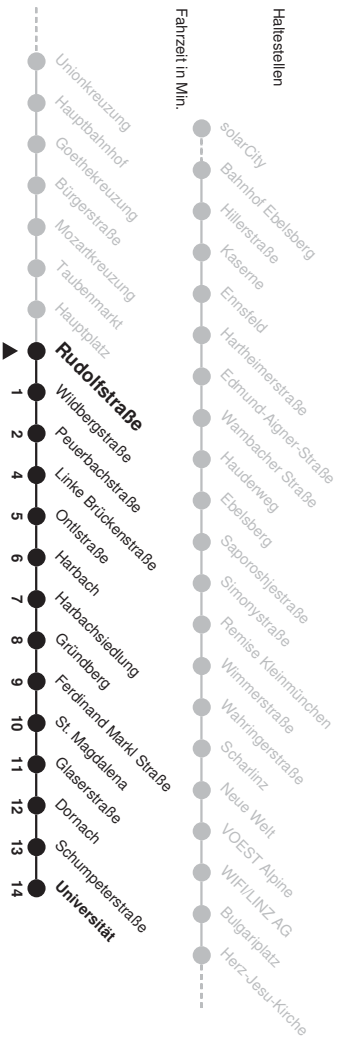 Haltestellen
solarCity
Bahnhof Ebelsberg
Hillerstraße
Kaserne
Ennsfeld
Hartheimerstraße
Edmund-Aigner-Straße
Wambacher Straße
Hauderweg
Ebelsberg
Saporoshjestraße
Simonystraße
Remise Kleinmünchen
Wimmerstraße
Wahringerstraße
Scharlinz
Neue Welt
VOEST Alpine
WIFI/LINZ AG
Bulgariplatz
Herz-Jesu-Kirche
Fahrzeit in Min.
Unionkreuzung
Hauptbahnhof
Goethekreuzung
Bürgerstraße
Mozartkreuzung
Taubenmarkt
Hauptplatz
Rudolfstraße
1 Wildbergstraße
2 Peuerbachstraße
4 Linke Brückenstraße
5 Ontlstraße
6 Harbach
7 Harbachsiedlung
8 Gründberg
9 Ferdinand Markl Straße
10 St. Magdalena
11 Glaserstraße
12 Dornach
13 Schumpeterstraße
14 Universität